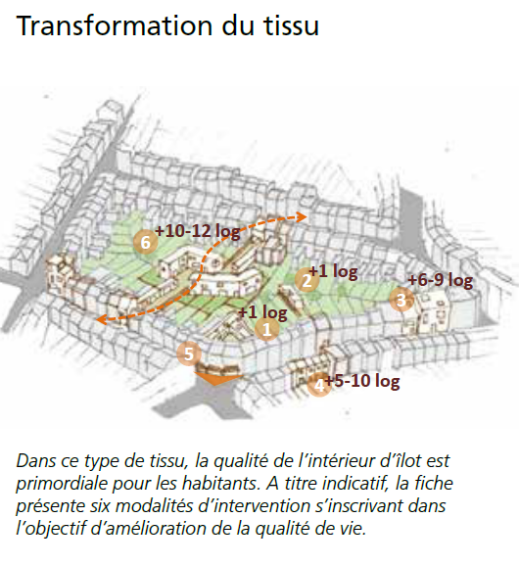 Transformation du tissu
6 +10-12 log
2 +1 log
+6-9 log
3
+1 log
1
5
4 +5-10 log
Dans ce type de tissu, la qualité de l'intérieur d'îlot est
primordiale pour les habitants. A titre indicatif, la fiche
présente six modalités d'intervention s'inscrivant dans
l'objectif d'amélioration de la qualité de vie.